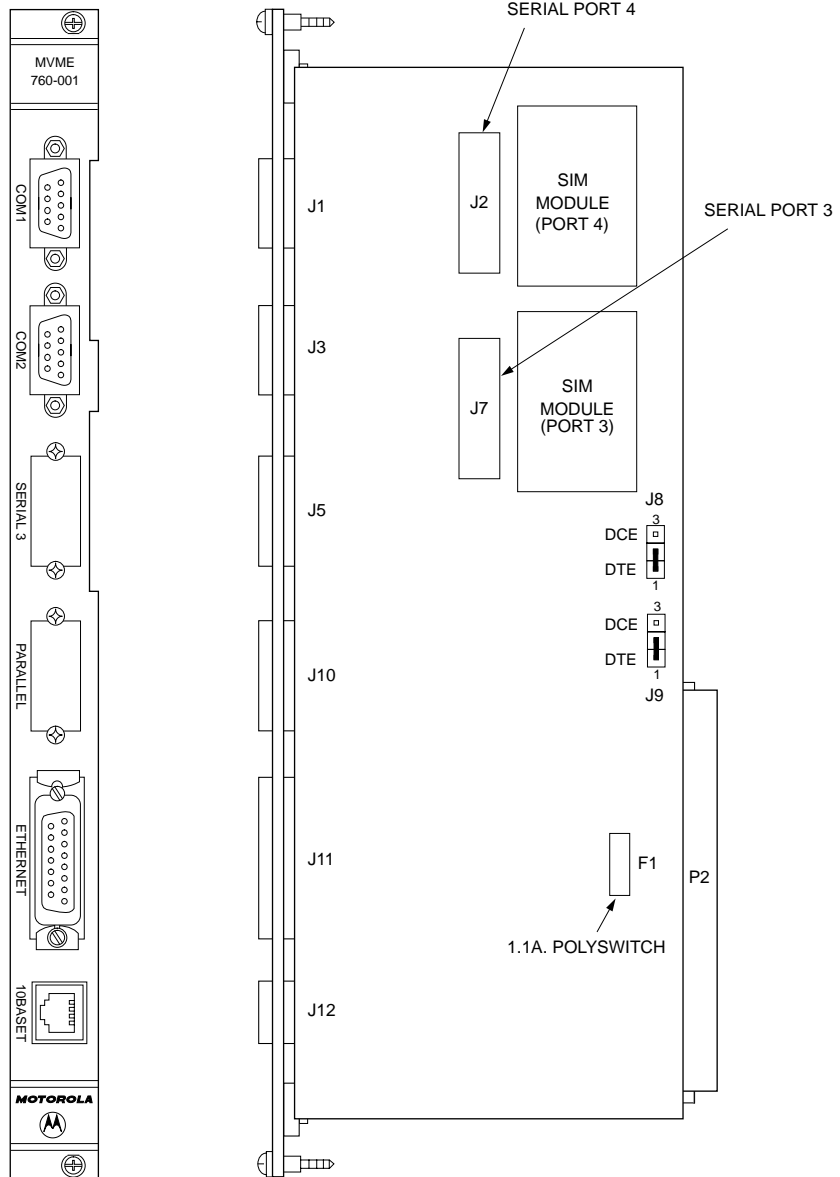 MVME
760-001
COM1
COM2
SERIAL 3
PARALLEL
ETHERNET
10BASET
MOTOROLA
SERIAL PORT 4
J1
J2
SIM
MODULE
(PORT 4)
SERIAL PORT 3
J3
J7
SIM
MODULE
(PORT 3)
J5
J8
3
DCE
DTE
1
3
DCE
DTE
1
J9
J10
J11
F1
P2
1.1A. POLYSWITCH
J12